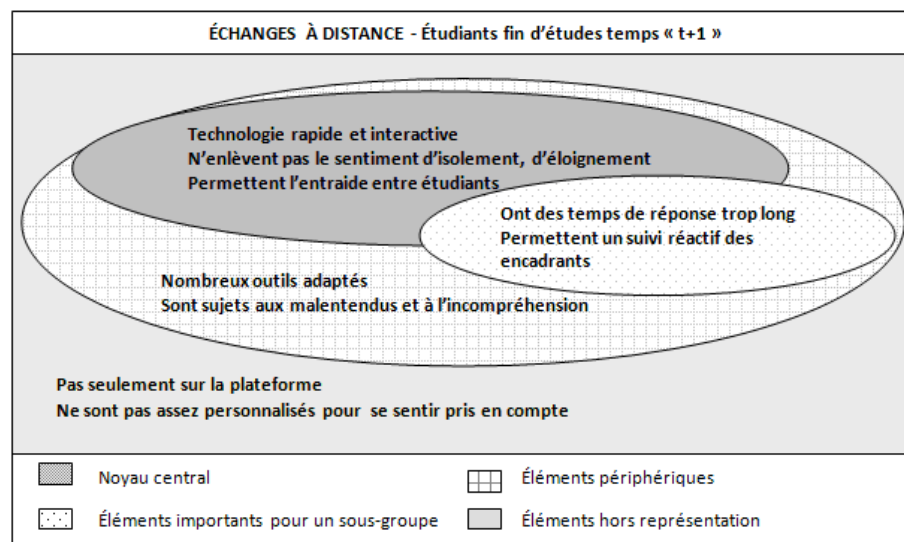 ÉCHANGES À DISTANCE - Étudiants fin d'études temps « t+1 »
Technologie rapide et interactive
N'enlèvent pas le sentiment d'isolement, d'éloignement
Permettent l'entraide entre étudiants
Ont des temps de réponse trop long
Permettent un suivi réactif des
encadrants
Nombreux outils adaptés
Sont sujets aux malentendus et à l'incompréhension
Pas seulement sur la plateforme
Ne sont pas assez personnalisés pour se sentir pris en compte
Noyau central
Éléments périphériques
Éléments importants pour un sous-groupe
Éléments hors représentation